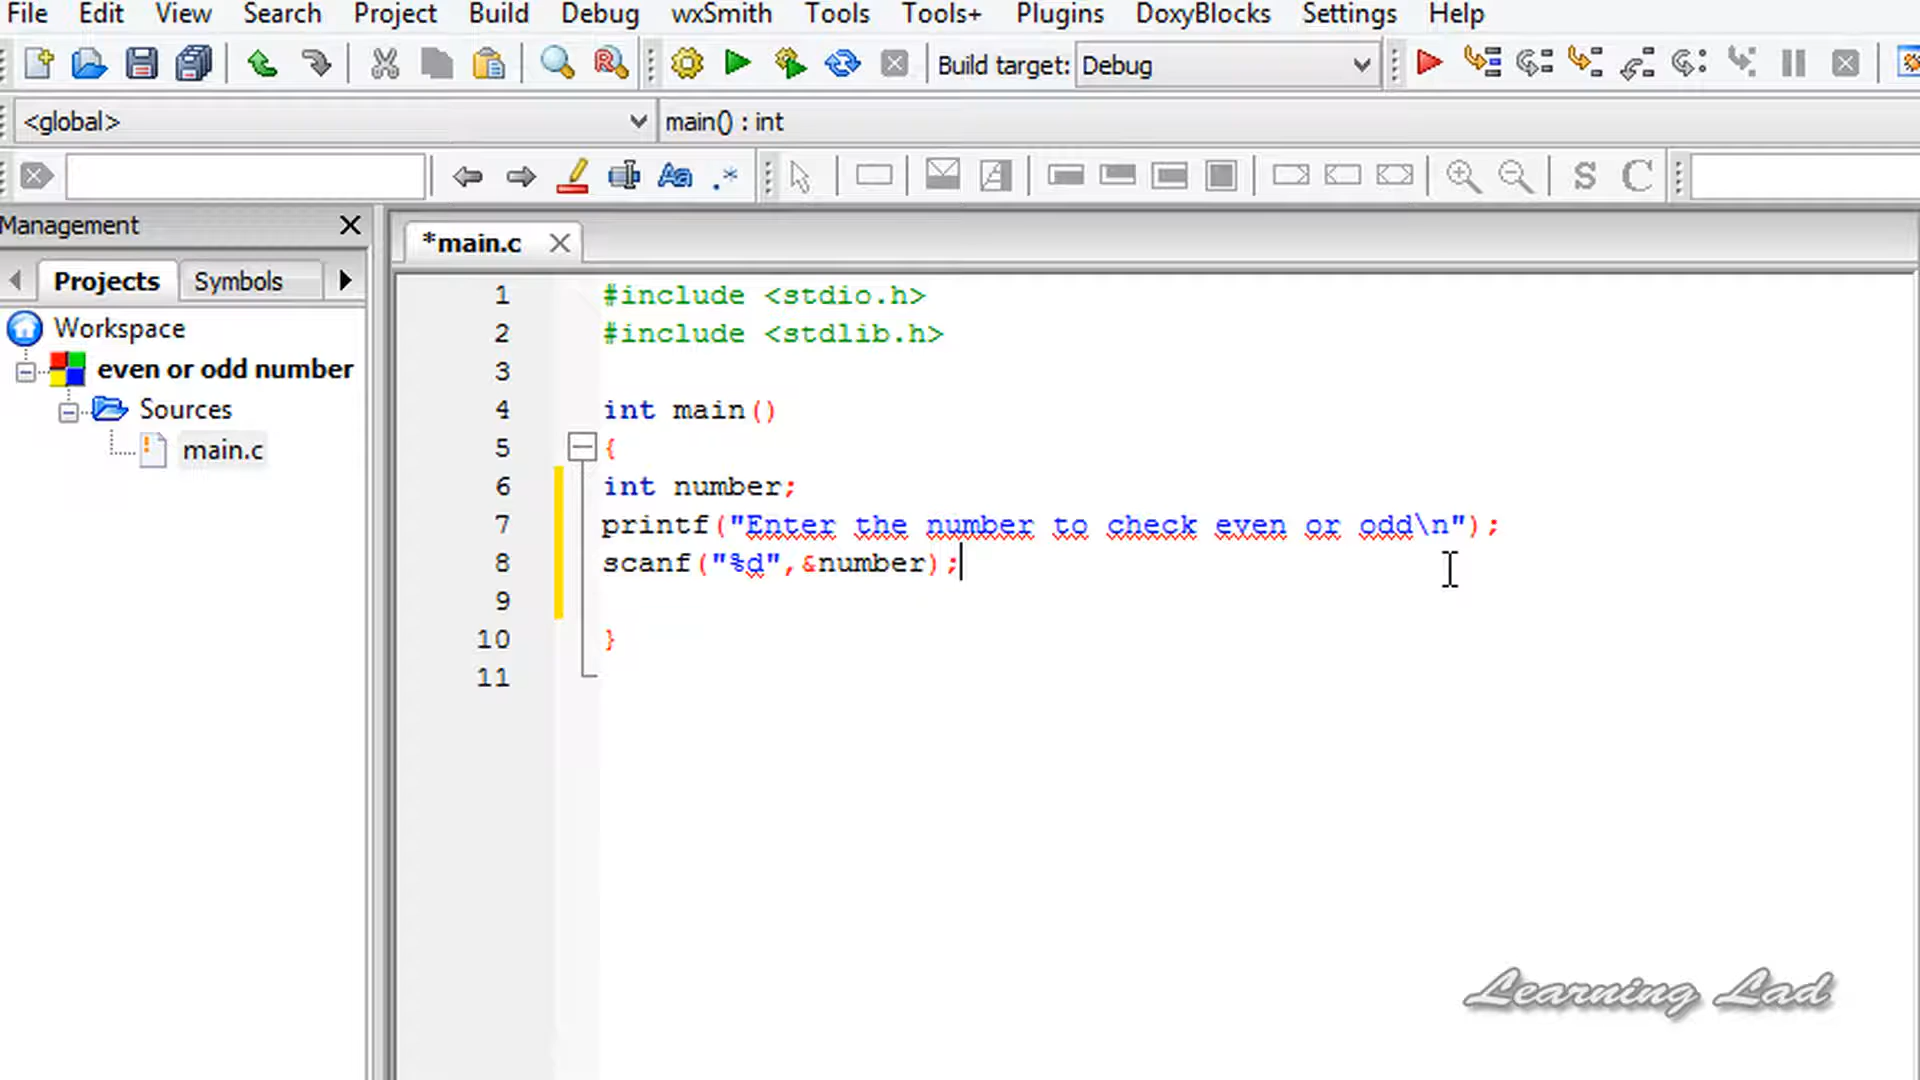 File Edit View Search Project Build Debug wxSmith Tools Tools+ Plugins DoxyBlocks Settings Help
Build target: Debug
<global> main() : int
Management
Projects Symbols
*main.c
Workspace
even or odd number
Sources
main.c
1 #include <stdio.h>
2 #include <stdlib.h>
3
4 int main()
5 {
6 int number;
7 printf("Enter the number to check even or odd\n");
8 scanf("%d",&number);
9
10 }
11
Learning Lad